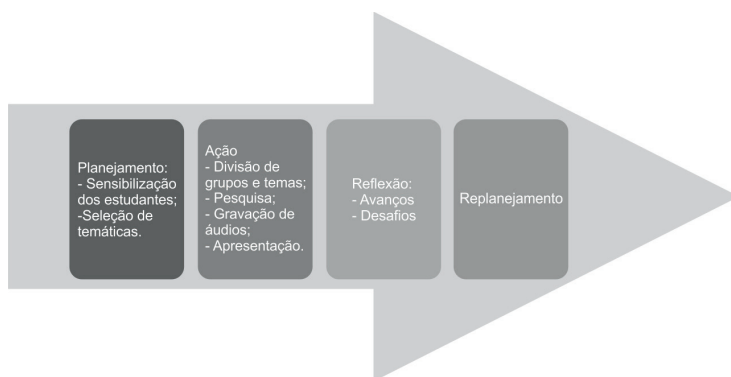 Planejamento:
- Sensibilização
dos estudantes;
-Seleção de
temáticas.
Ação
- Divisão de
grupos e temas;
- Pesquisa;
- Gravação de
áudios;
- Apresentação.
Reflexão:
- Avanços
- Desafios
Replanejamento